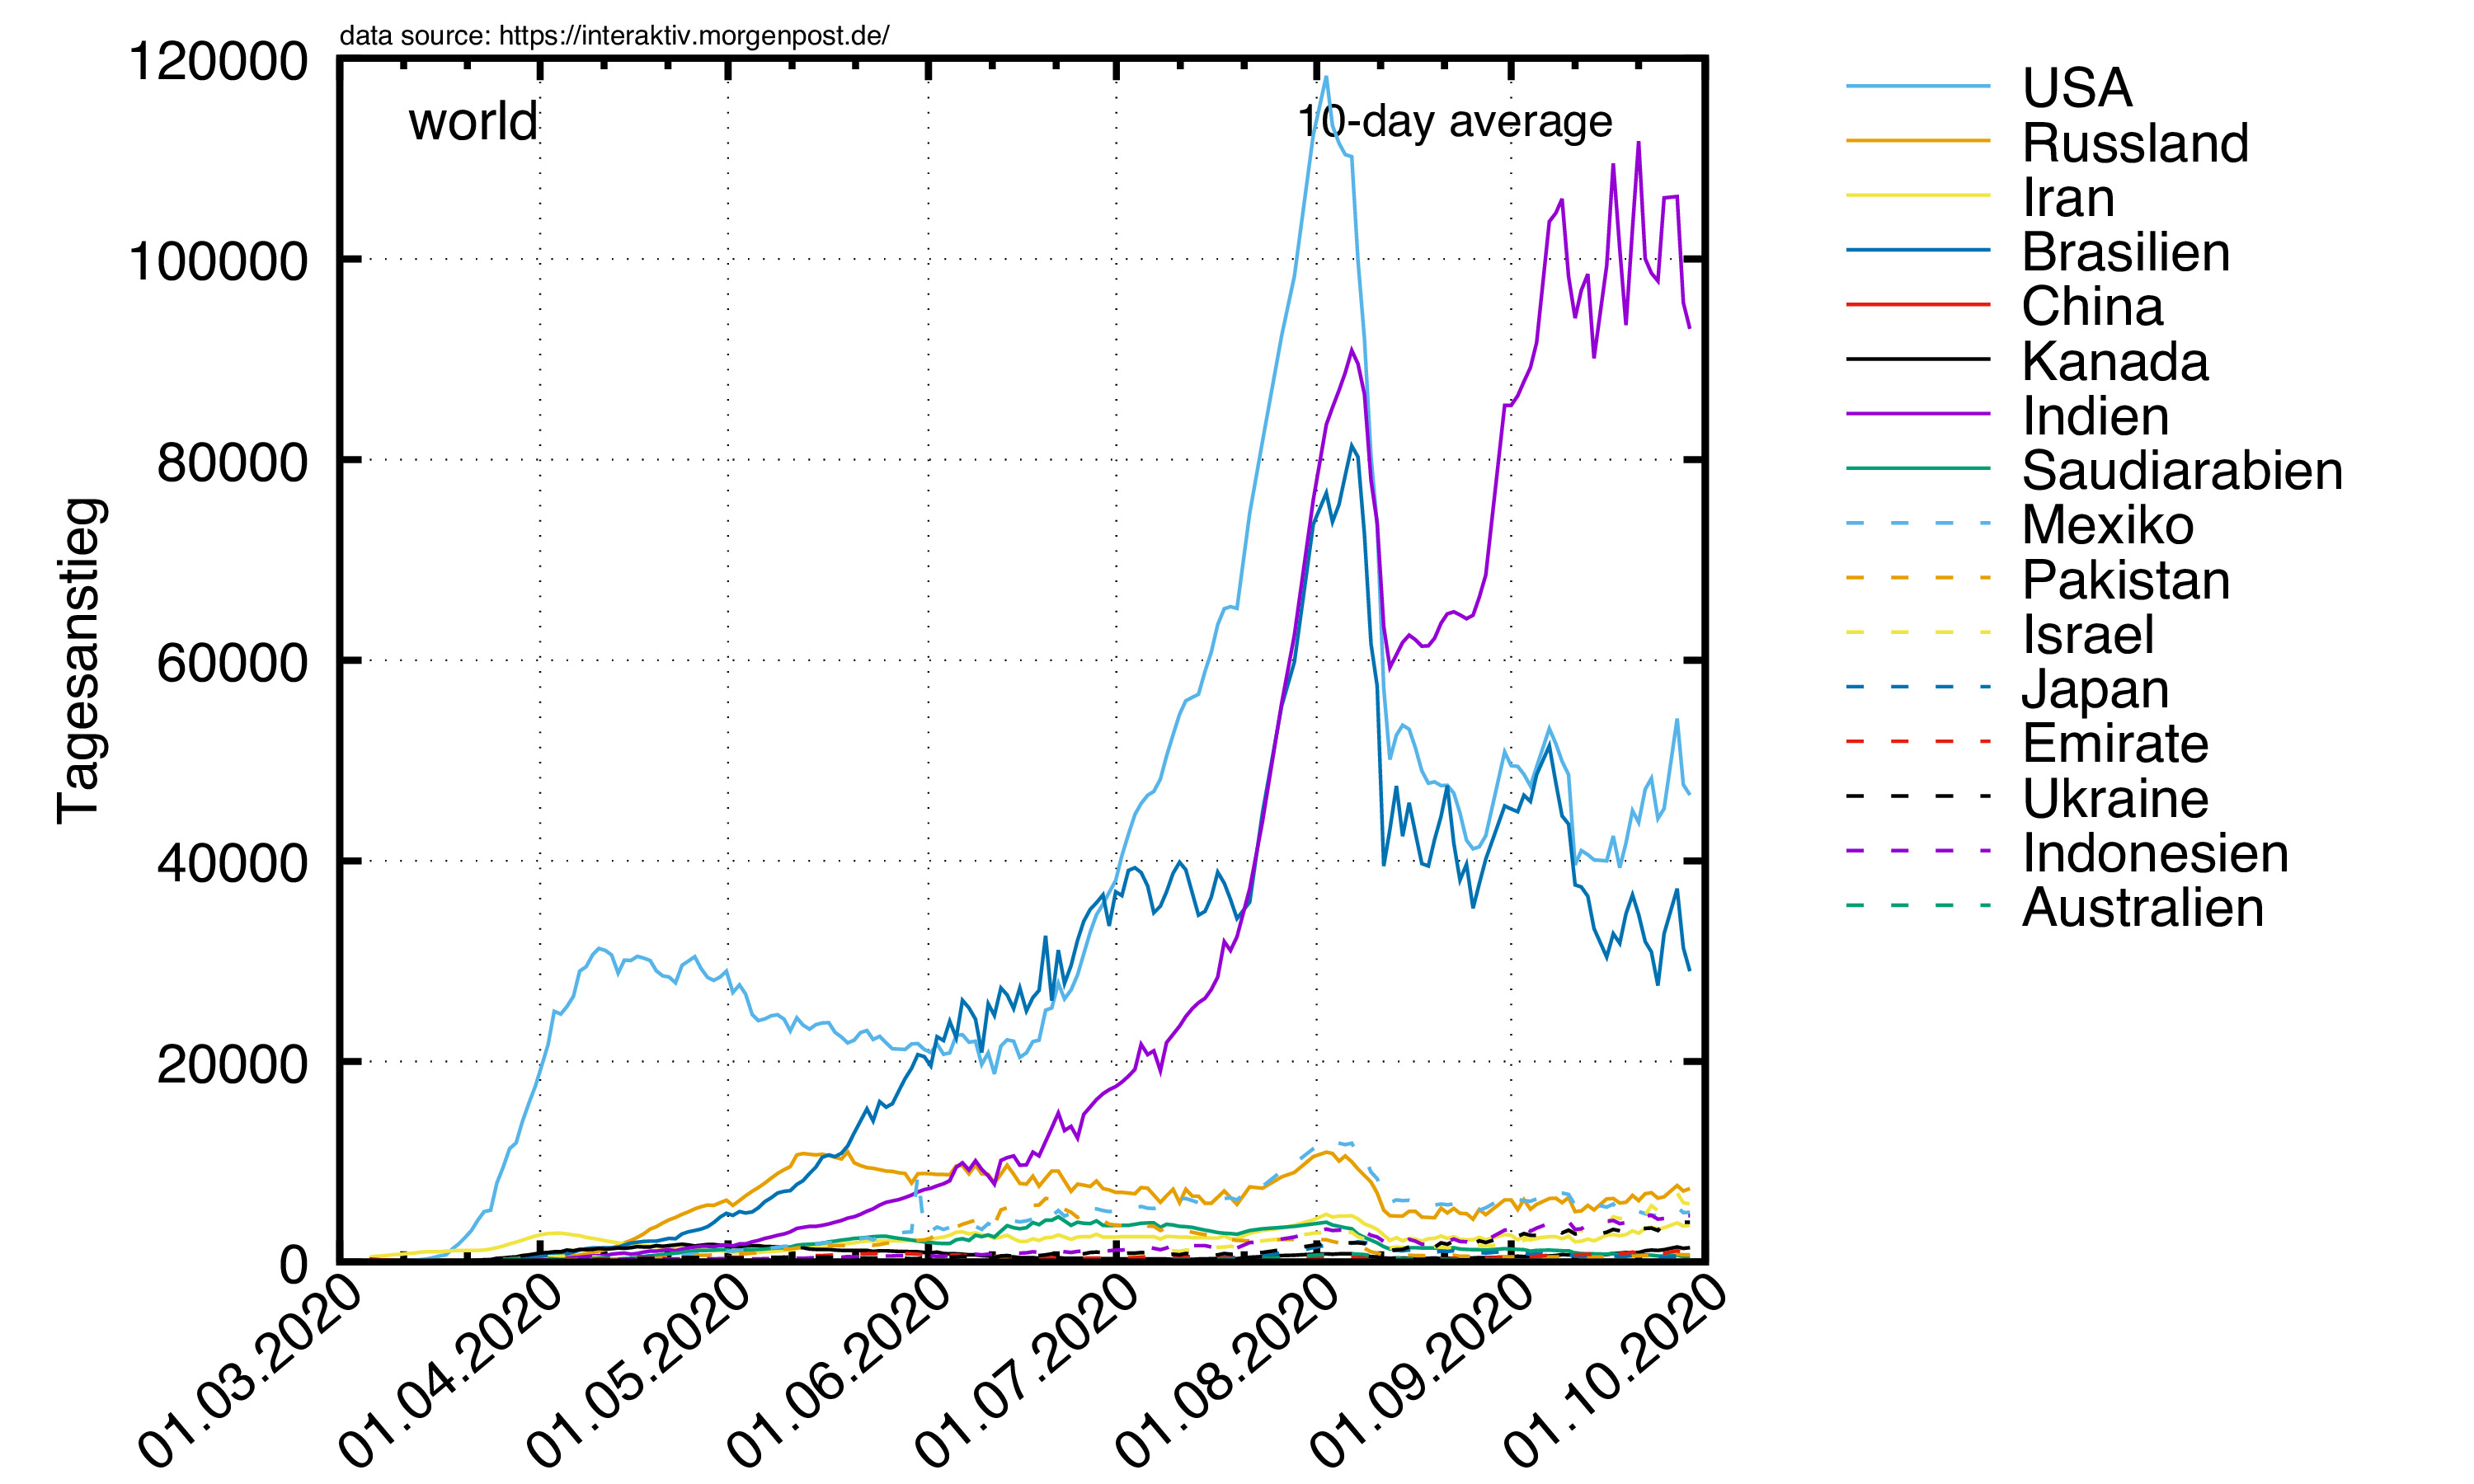 data source: https://interaktiv.morgenpost.de/
world
10-day average
Tagesanstieg
120000
100000
80000
60000
40000
20000
0
01.03.2020
01.04.2020
01.05.2020
01.06.2020
01.07.2020
01.08.2020
01.09.2020
01.10.2020
USA
Russland
Iran
Brasilien
China
Kanada
Indien
Saudiarabien
Mexiko
Pakistan
Israel
Japan
Emirate
Ukraine
Indonesien
Australien